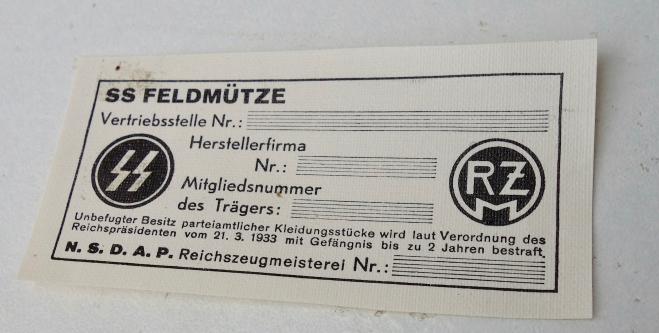 SS FELDMÜTZE
Vertriebsstelle Nr.:
Herstellerfirma
Nr.:
Mitgliedsnummer
des Trägers:
RZM
Unbefugter Besitz parteiamtlicher Kleidungsstücke wird laut Verordnung des
Reichspräsidenten vom 21. 3. 1933 mit Gefängnis bis zu 2 Jahren bestraft.
N. S. D. A. P. Reichszeugmeisterei Nr.: